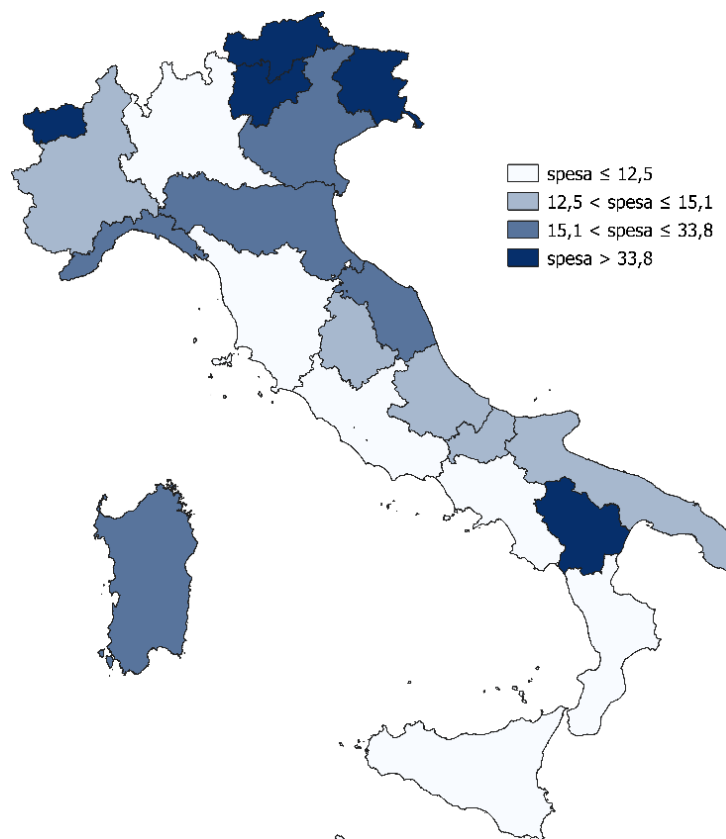 spesa ≤ 12,5
12,5 < spesa ≤ 15,1
15,1 < spesa ≤ 33,8
spesa > 33,8